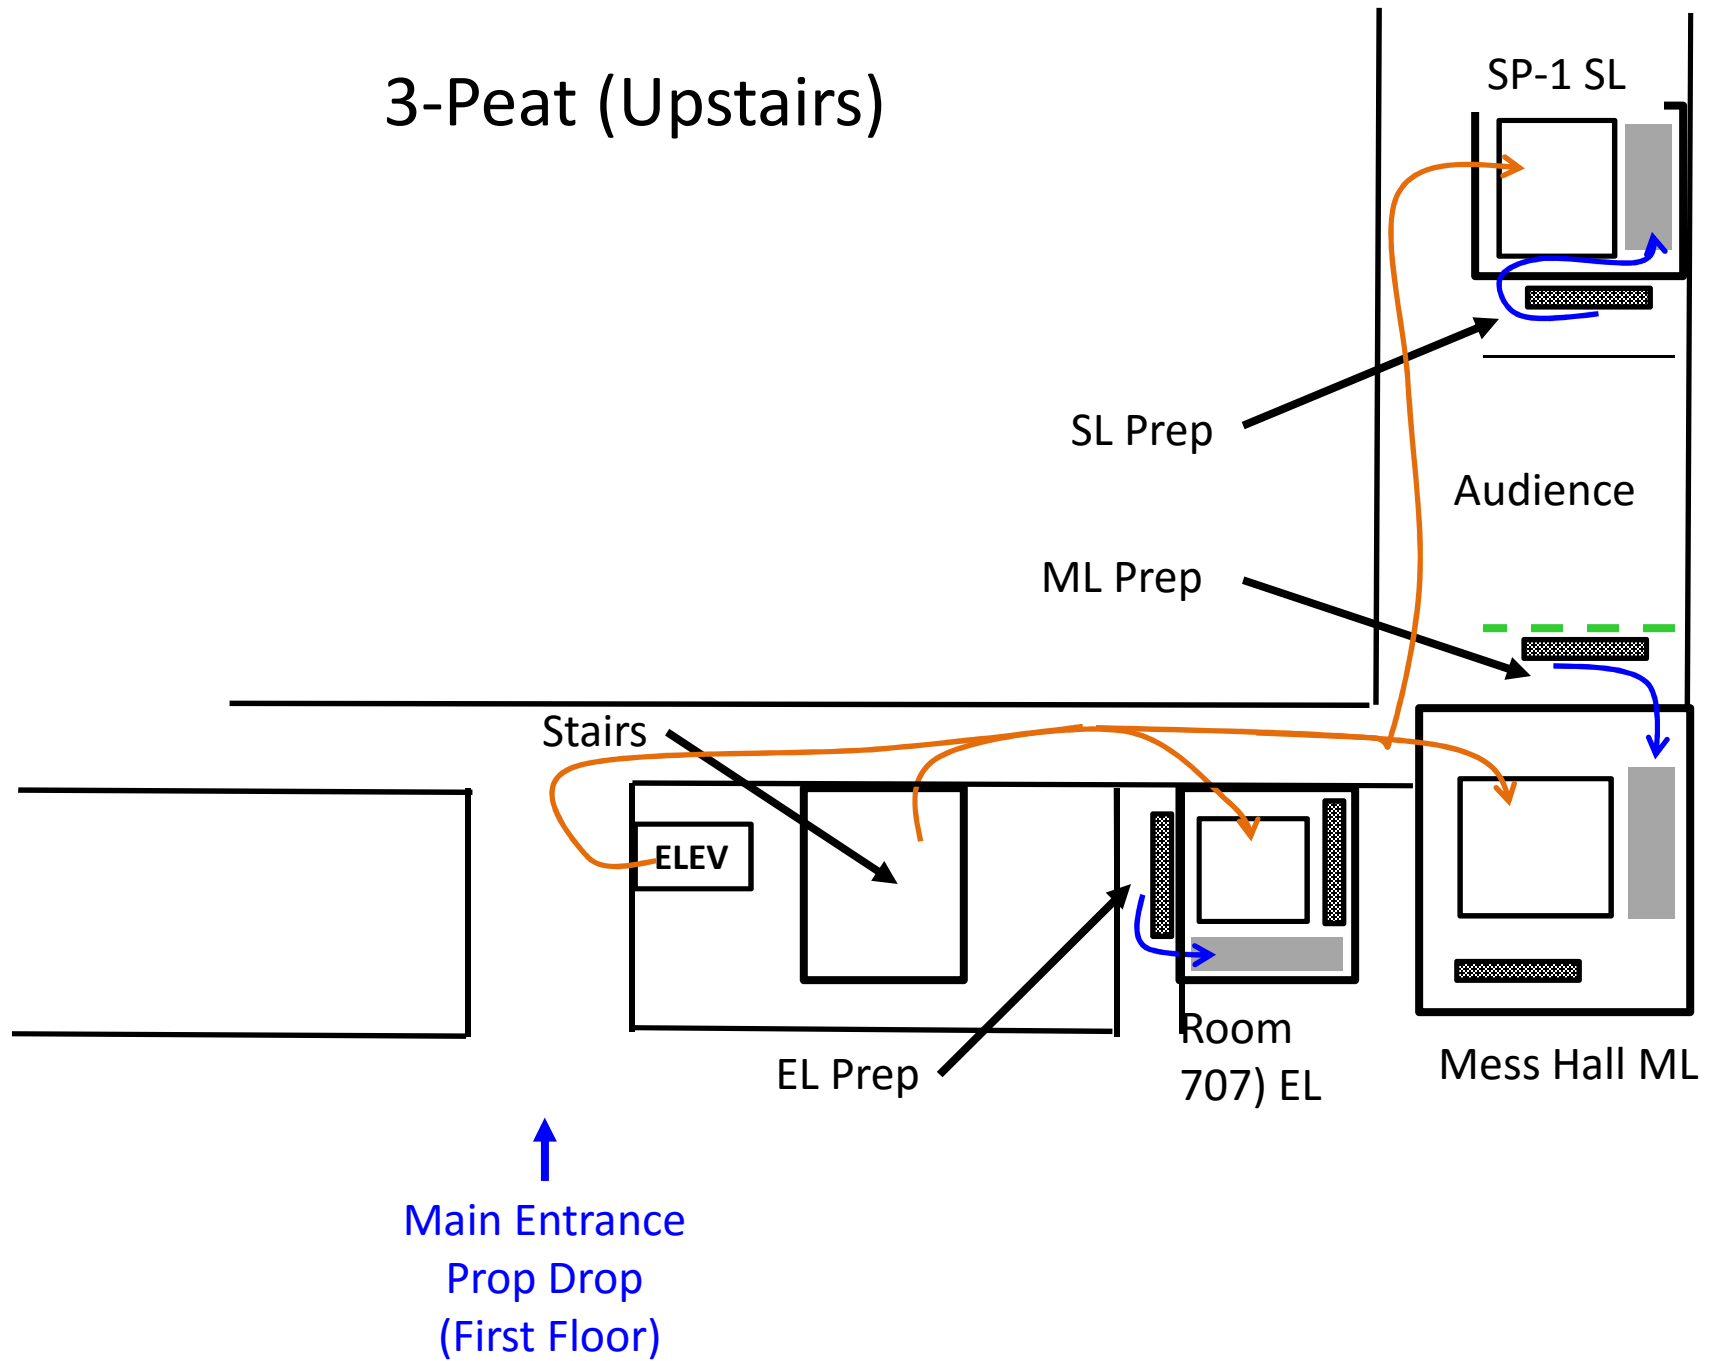 3-Peat (Upstairs)
SP-1 SL
SL Prep
Audience
ML Prep
Stairs
ELEV
EL Prep
Room
707) EL
Mess Hall ML
Main Entrance
Prop Drop
(First Floor)